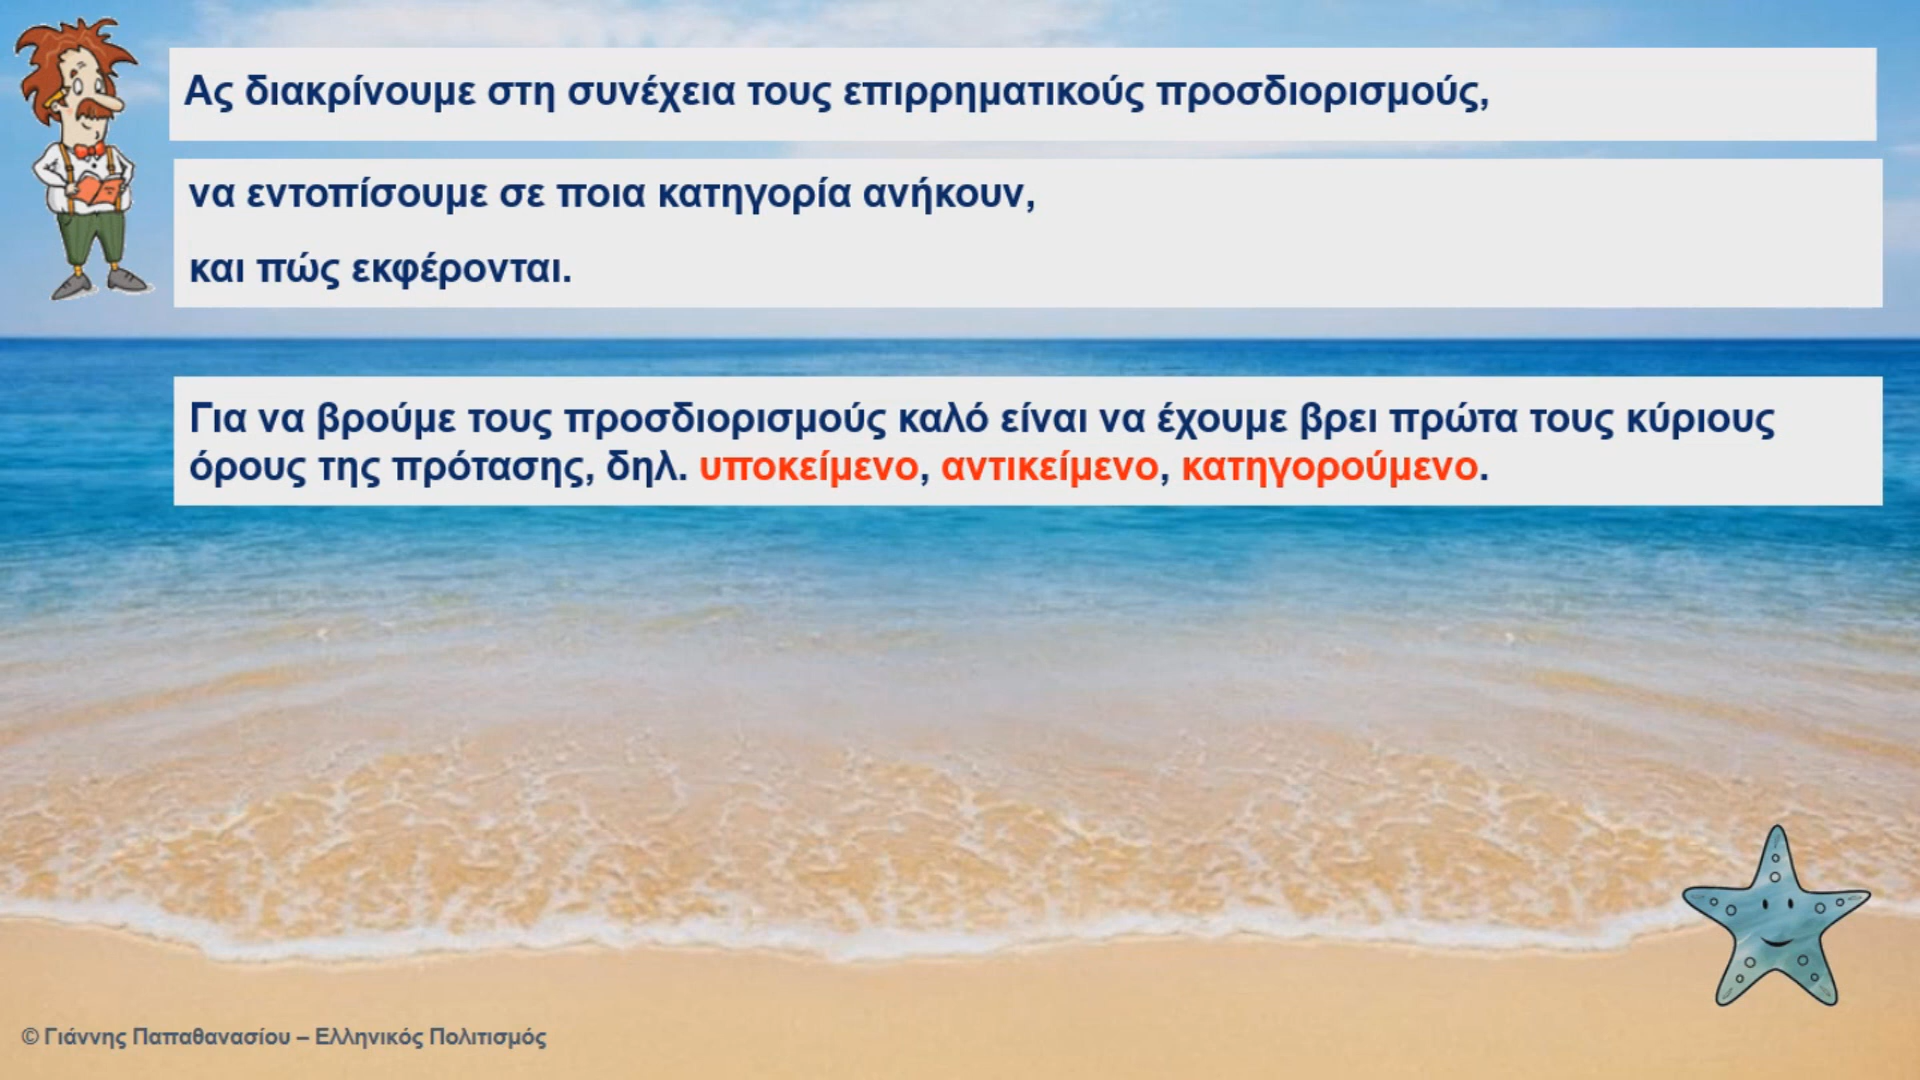 Ας διακρίνουμε στη συνέχεια τους επιρρηματικούς προσδιορισμούς,
να εντοπίσουμε σε ποια κατηγορία ανήκουν,
και πώς εκφέρονται.
Για να βρούμε τους προσδιορισμούς καλό είναι να έχουμε βρει πρώτα τους κύριους
όρους της πρότασης, δηλ. υποκείμενο, αντικείμενο, κατηγορούμενο.
© Γιάννης Παπαθανασίου – Ελληνικός Πολιτισμός